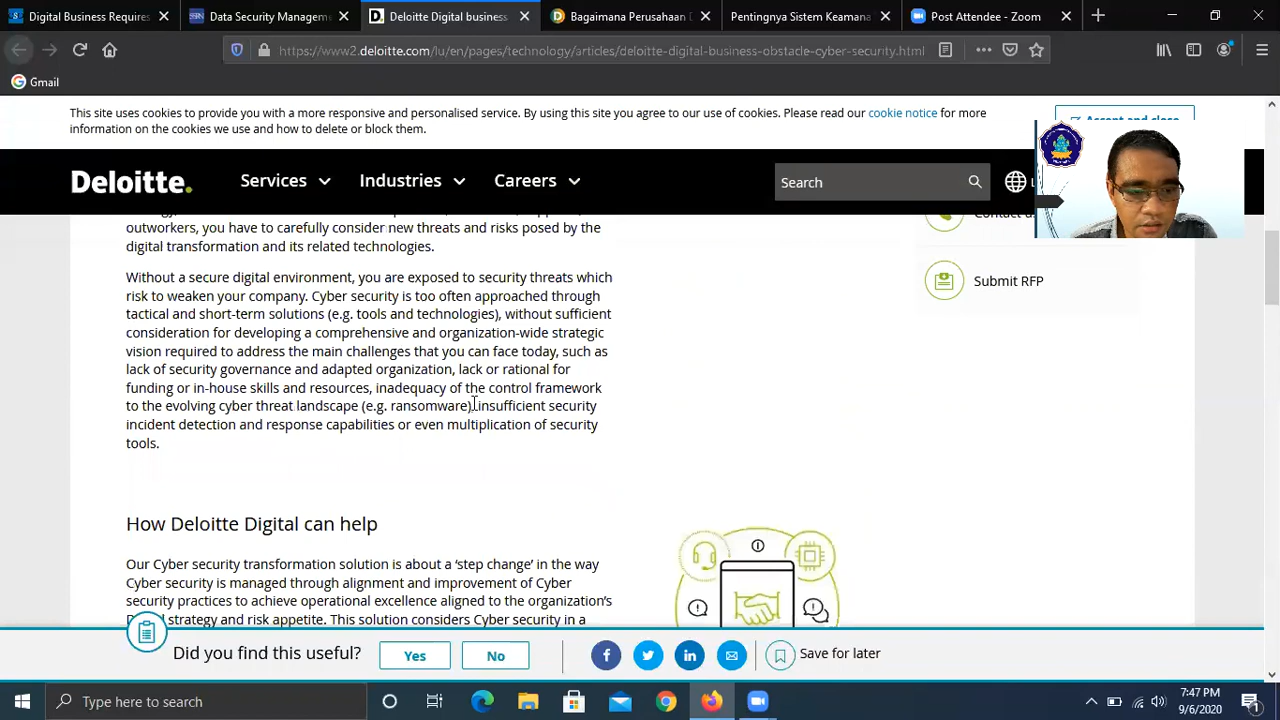 Digital Business Requires
Data Security Manageme
Deloitte Digital business
Bagaimana Perusahaan D
Pentingnya Sistem Keamana
Post Attendee - Zoom
https://www2.deloitte.com/lu/en/pages/technology/articles/deloitte-digital-business-obstacle-cyber-security.html
Gmail
This site uses cookies to provide you with a more responsive and personalised service. By using this site you agree to our use of cookies. Please read our cookie notice for
information on the cookies we use and how to delete or block them.
Accept and close
Deloitte.
Services
Industries
Careers
Search
outworkers, you have to carefully consider new threats and risks posed by the
digital transformation and its related technologies.
Contact
Without a secure digital environment, you are exposed to security threats which
risk to weaken your company. Cyber security is too often approached through
tactical and short-term solutions (e.g. tools and technologies), without sufficient
consideration for developing a comprehensive and organization-wide strategic
vision required to address the main challenges that you can face today, such as
lack of security governance and adapted organization, lack or rational for
funding or in-house skills and resources, inadequacy of the control framework
to the evolving cyber threat landscape (e.g. ransomware), insufficient security
incident detection and response capabilities or even multiplication of security
tools.
Submit RFP
How Deloitte Digital can help
Our Cyber security transformation solution is about a ‘step change’ in the way
Cyber security is managed through alignment and improvement of Cyber
security practices to achieve operational excellence aligned to the organization’s
strategy and risk appetite. This solution considers Cyber security in a
Did you find this useful?
Yes
No
Save for later
Type here to search
7:47 PM
9/6/2020